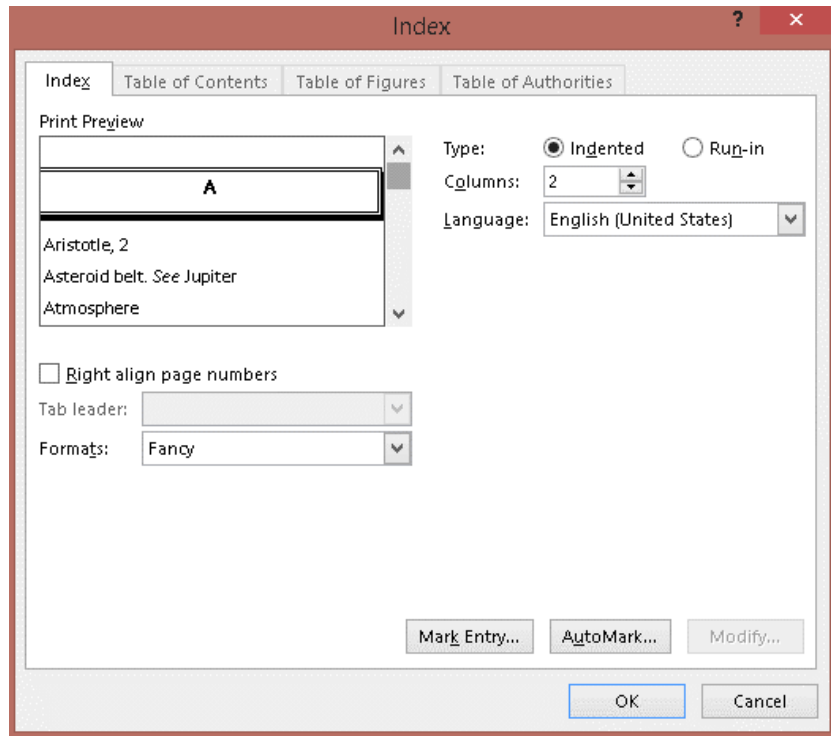 Index
?
×
Index
Table of Contents
Table of Figures
Table of Authorities
Print Preview
A
Aristotle, 2
Asteroid belt. See Jupiter
Atmosphere
Type:
Indented
Run-in
Columns:
2
Language:
English (United States)
Right align page numbers
Tab leader:
Formats:
Fancy
Mark Entry...
AutoMark...
Modify...
OK
Cancel